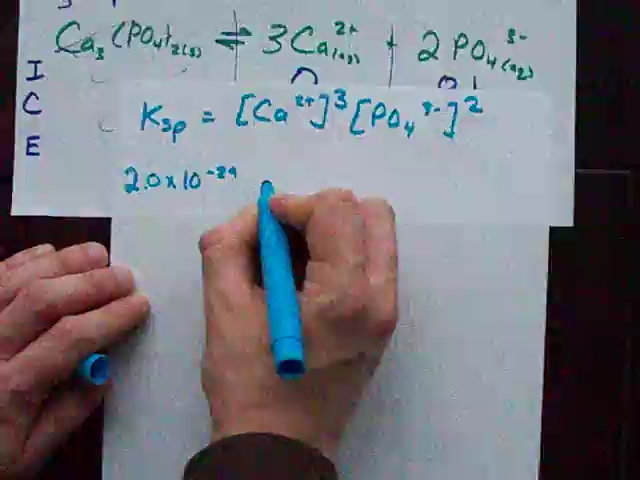 Ca₃(PO₄)₂(s) ⇌ 3Ca²⁺(aq) + 2PO₄³⁻(aq)
I
C
E
Ksp = [Ca²⁺]³[PO₄³⁻]²
2.0 x 10⁻²⁹